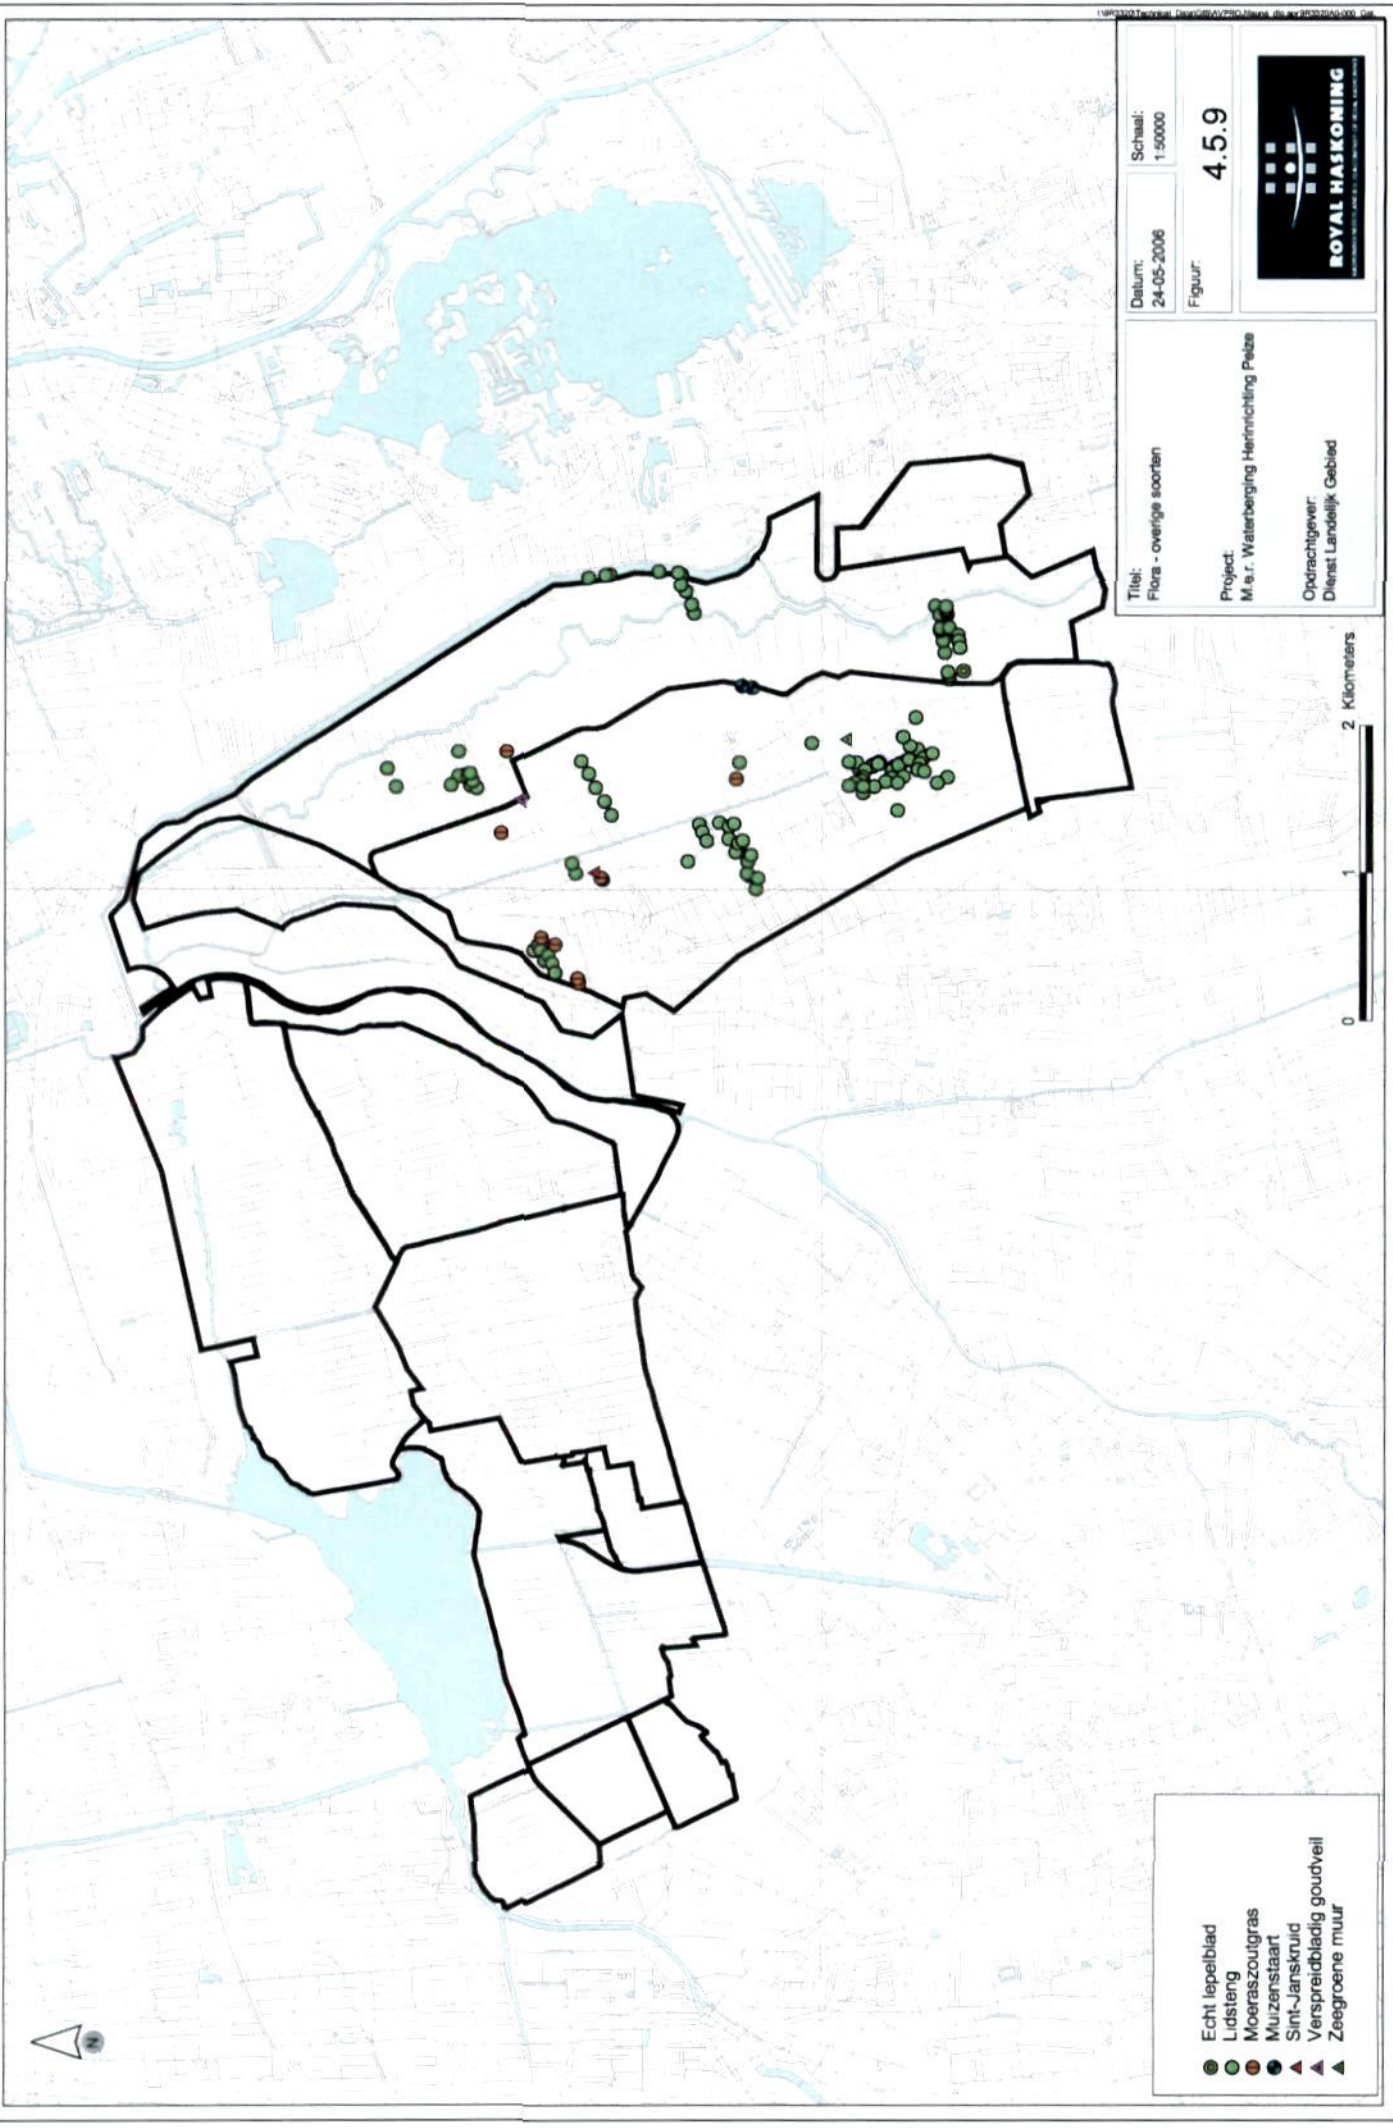 Titel:
Flora - overige soorten
Project:
M.e.r. Waterberging Herinrichting Peize
Opdrachtgever:
Dienst Landelijk Gebied
Datum:
24-05-2006
Schaal:
1:50000
Figuur:
4.5.9
ROYAL HASKONING
0 1 2 Kilometers
N
Echt lepelblad
Lidsteng
Moeraszoutgras
Muizenstaart
Sint-Janskruid
Verspreidbladig goudveil
Zeegroene muur